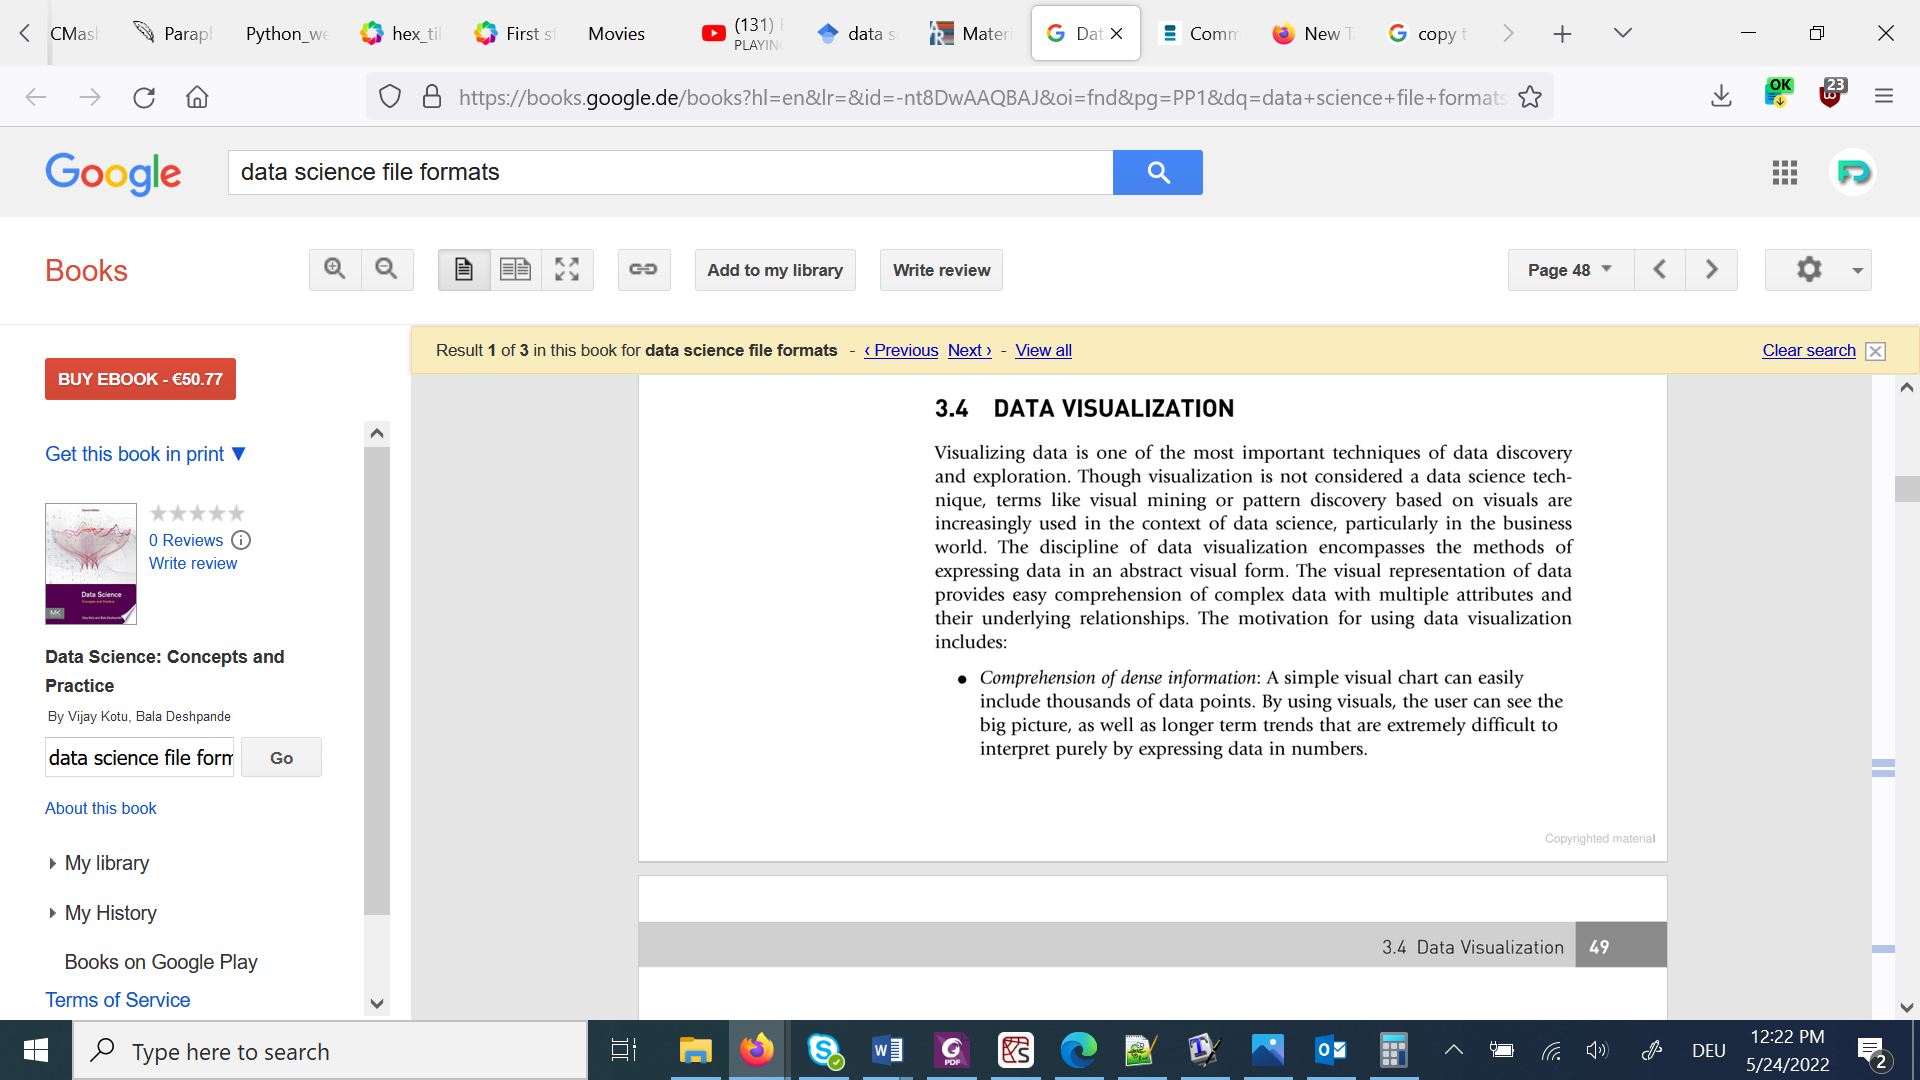 CMash
Paraph
Python_we
hex_til
First st
Movies
(131)
PLAYING
data s
Materi
Dat
Comm
New T
copy t
https://books.google.de/books?hl=en&lr=&id=-nt8DwAAQBAJ&oi=fnd&pg=PP1&dq=data+science+file+formats
OK
23
Google
data science file formats
Books
Add to my library
Write review
Page 48
Result 1 of 3 in this book for data science file formats - ‹ Previous Next › - View all
Clear search
BUY EBOOK - €50.77
Get this book in print ▼
0 Reviews
Write review
Data Science
MK
Data Science: Concepts and
Practice
By Vijay Kotu, Bala Deshpande
data science file form
Go
About this book
My library
My History
Books on Google Play
Terms of Service
3.4 DATA VISUALIZATION
Visualizing data is one of the most important techniques of data discovery
and exploration. Though visualization is not considered a data science tech-
nique, terms like visual mining or pattern discovery based on visuals are
increasingly used in the context of data science, particularly in the business
world. The discipline of data visualization encompasses the methods of
expressing data in an abstract visual form. The visual representation of data
provides easy comprehension of complex data with multiple attributes and
their underlying relationships. The motivation for using data visualization
includes:
● Comprehension of dense information: A simple visual chart can easily
include thousands of data points. By using visuals, the user can see the
big picture, as well as longer term trends that are extremely difficult to
interpret purely by expressing data in numbers.
Copyrighted material
3.4 Data Visualization 49
Type here to search
PDF
DEU
12:22 PM
5/24/2022
2